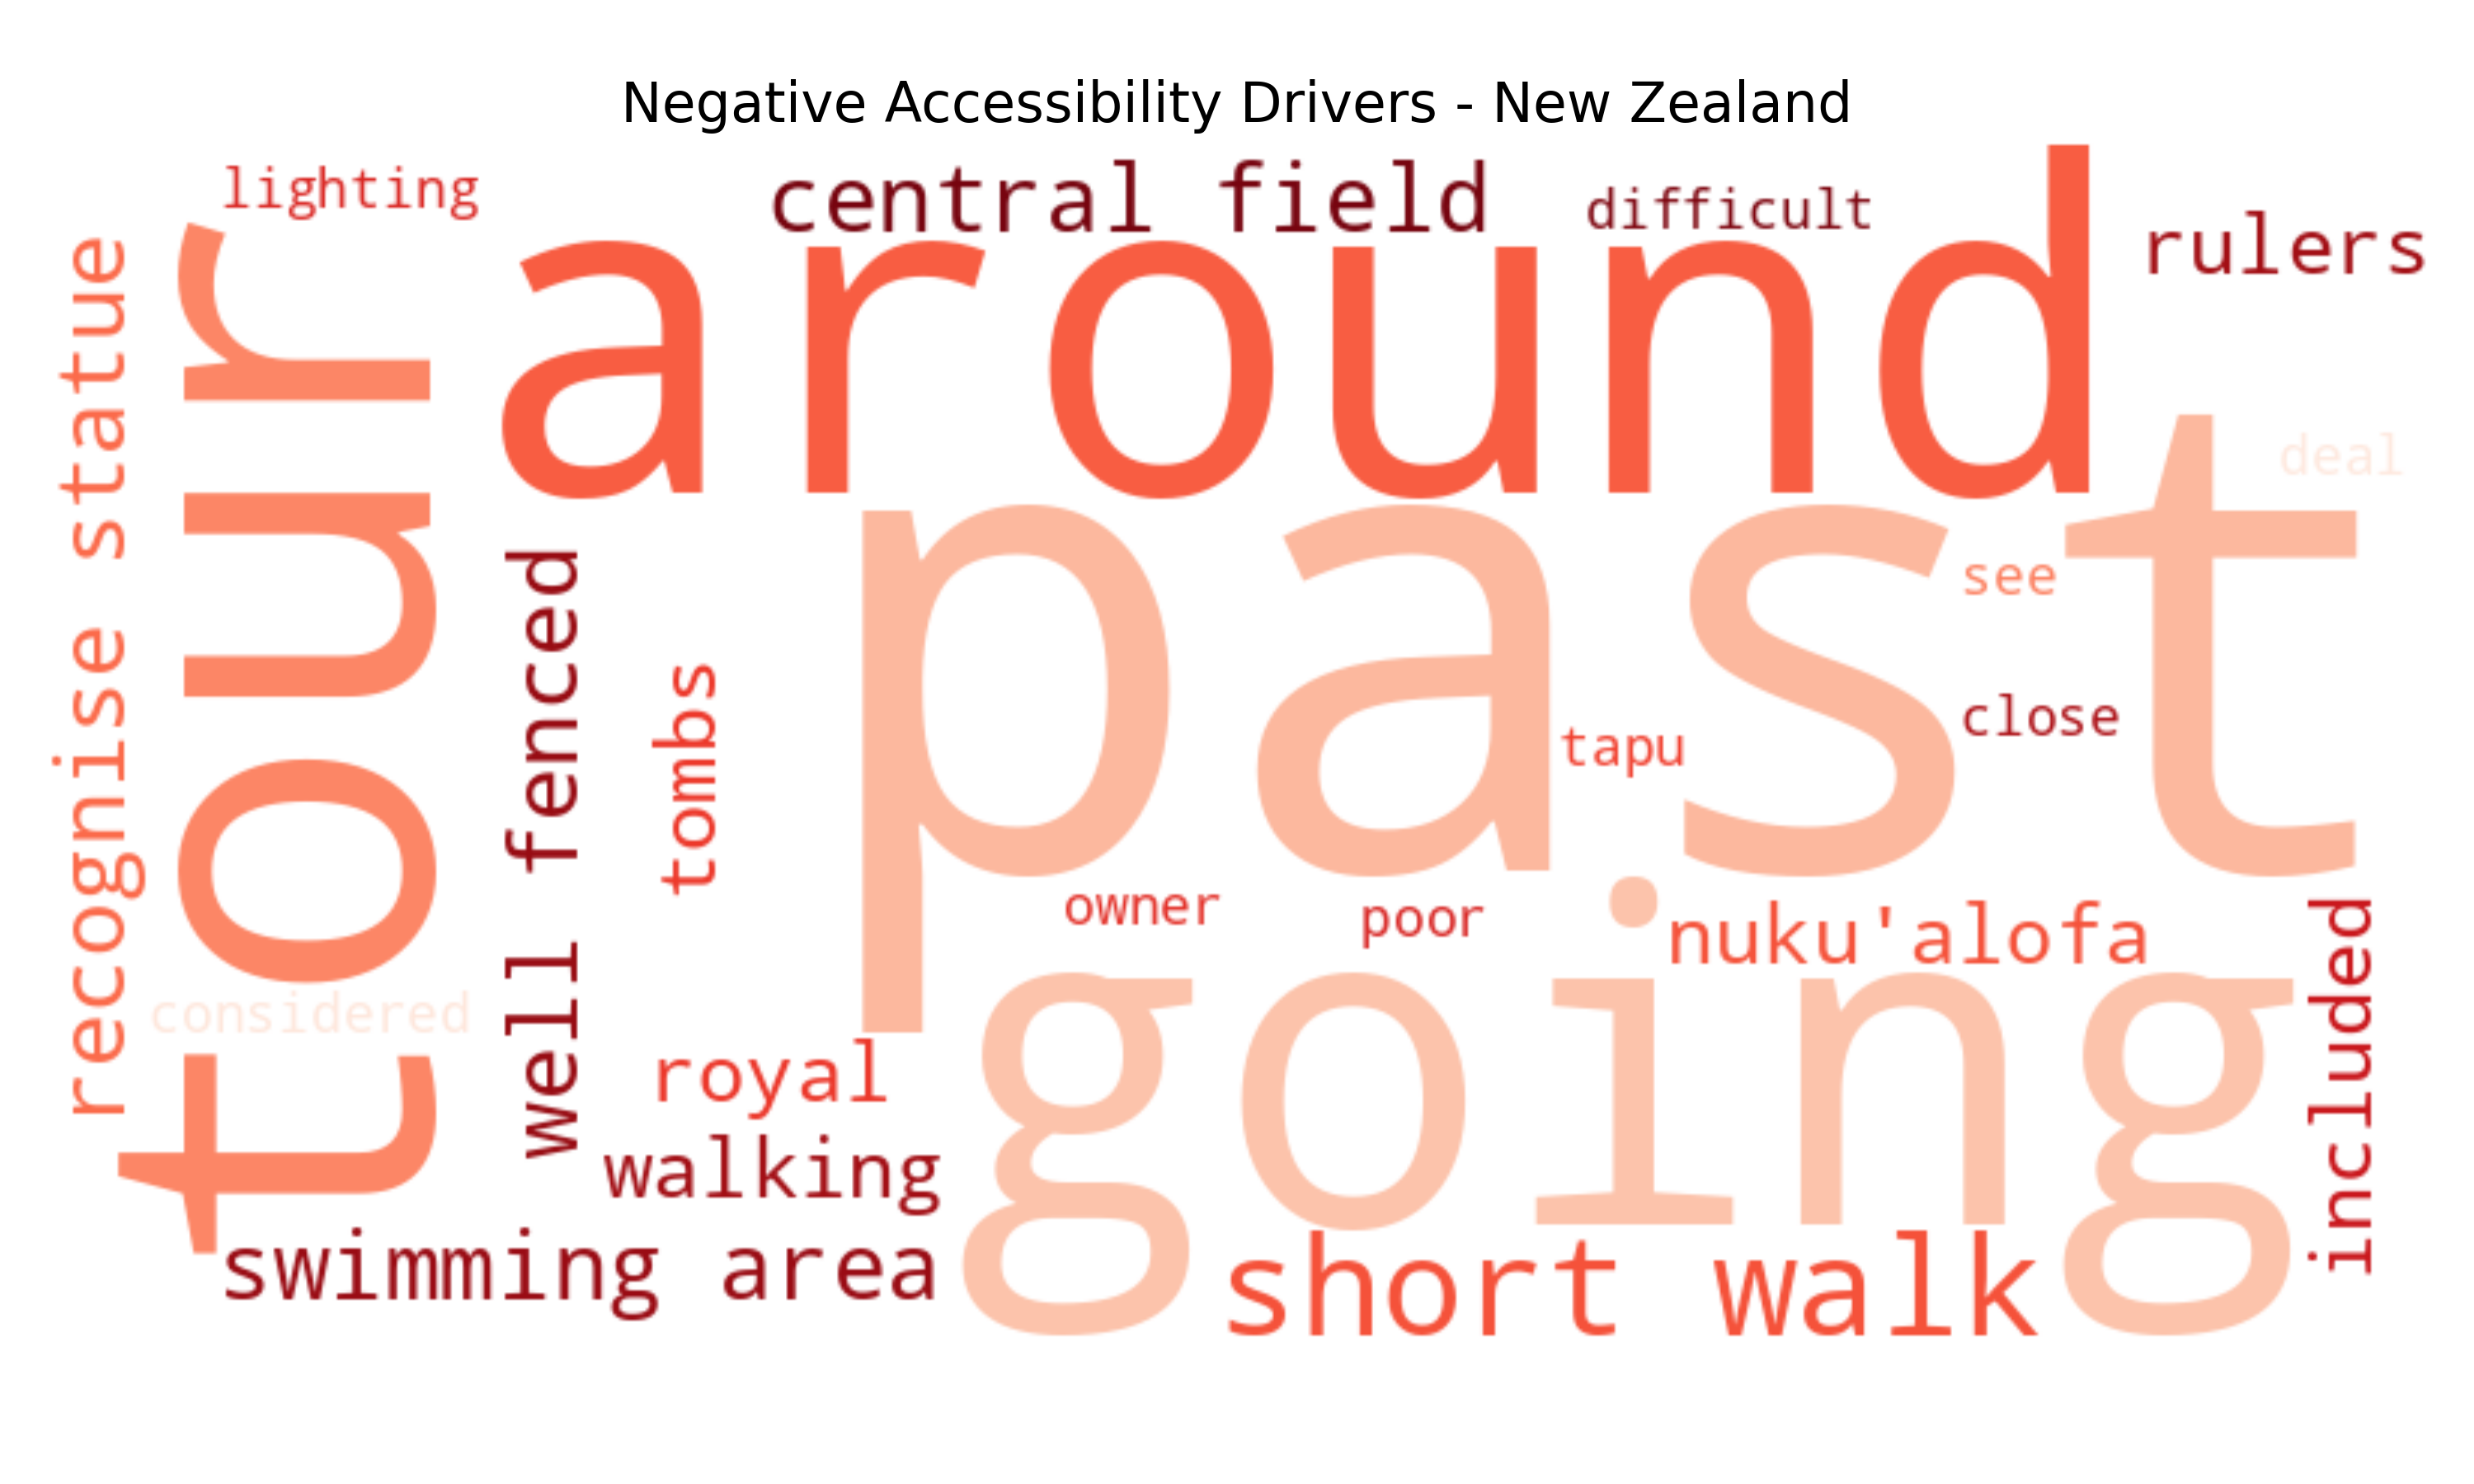 Negative Accessibility Drivers - New Zealand
lighting
central field
difficult
rulers
around
recognise statue
tour
deal
past
see
well fenced
tombs
close
tapu
owner
poor
nuku'alofa
included
considered
going
royal
walking
swimming area
short walk